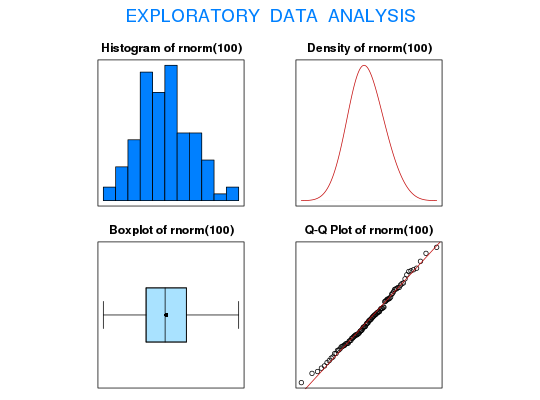 EXPLORATORY DATA ANALYSIS
Histogram of rnorm(100)
Density of rnorm(100)
Boxplot of rnorm(100)
Q-Q Plot of rnorm(100)